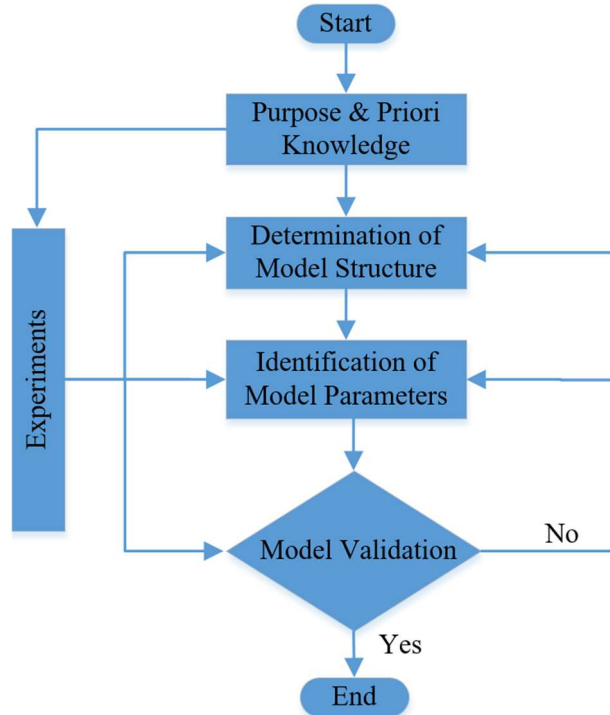 Start
Purpose & Priori
Knowledge
Determination of
Model Structure
Experiments
Identification of
Model Parameters
Model Validation
No
Yes
End